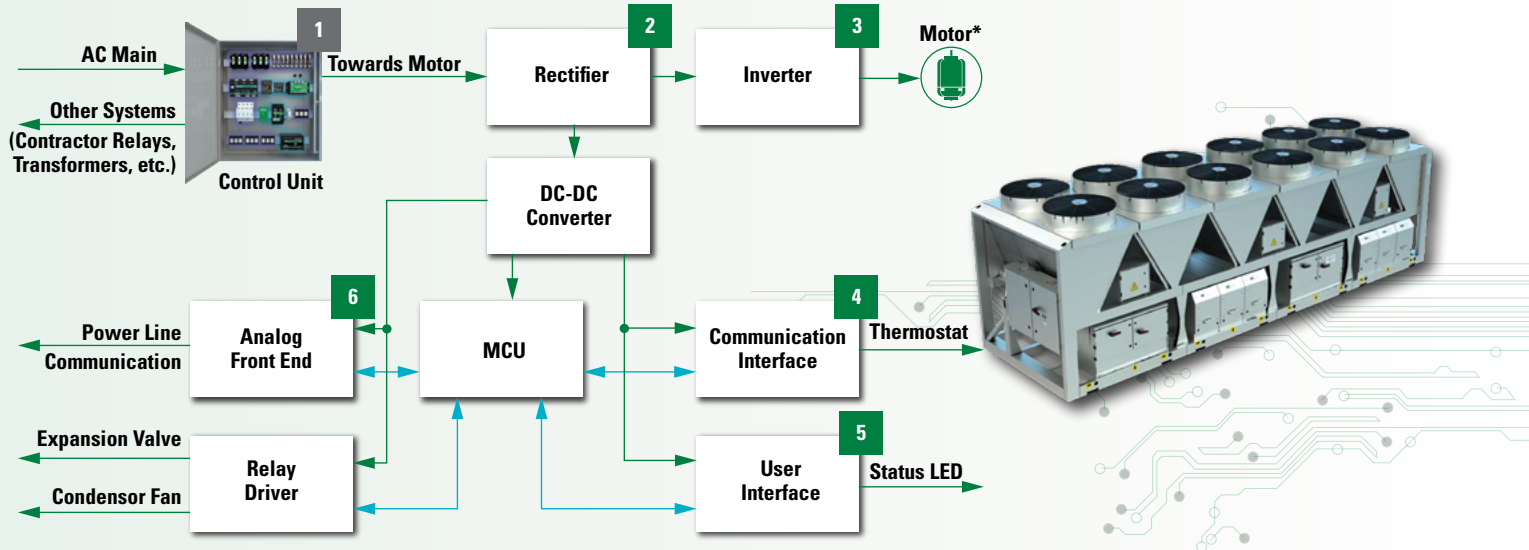 1
2
3
AC Main
Towards Motor
Rectifier
Inverter
Motor*
Other Systems
(Contractor Relays,
Transformers, etc.)
Control Unit
DC-DC
Converter
6
4
Power Line
Communication
Analog
Front End
MCU
Communication
Interface
Thermostat
5
Expansion Valve
Condensor Fan
Relay
Driver
User
Interface
Status LED